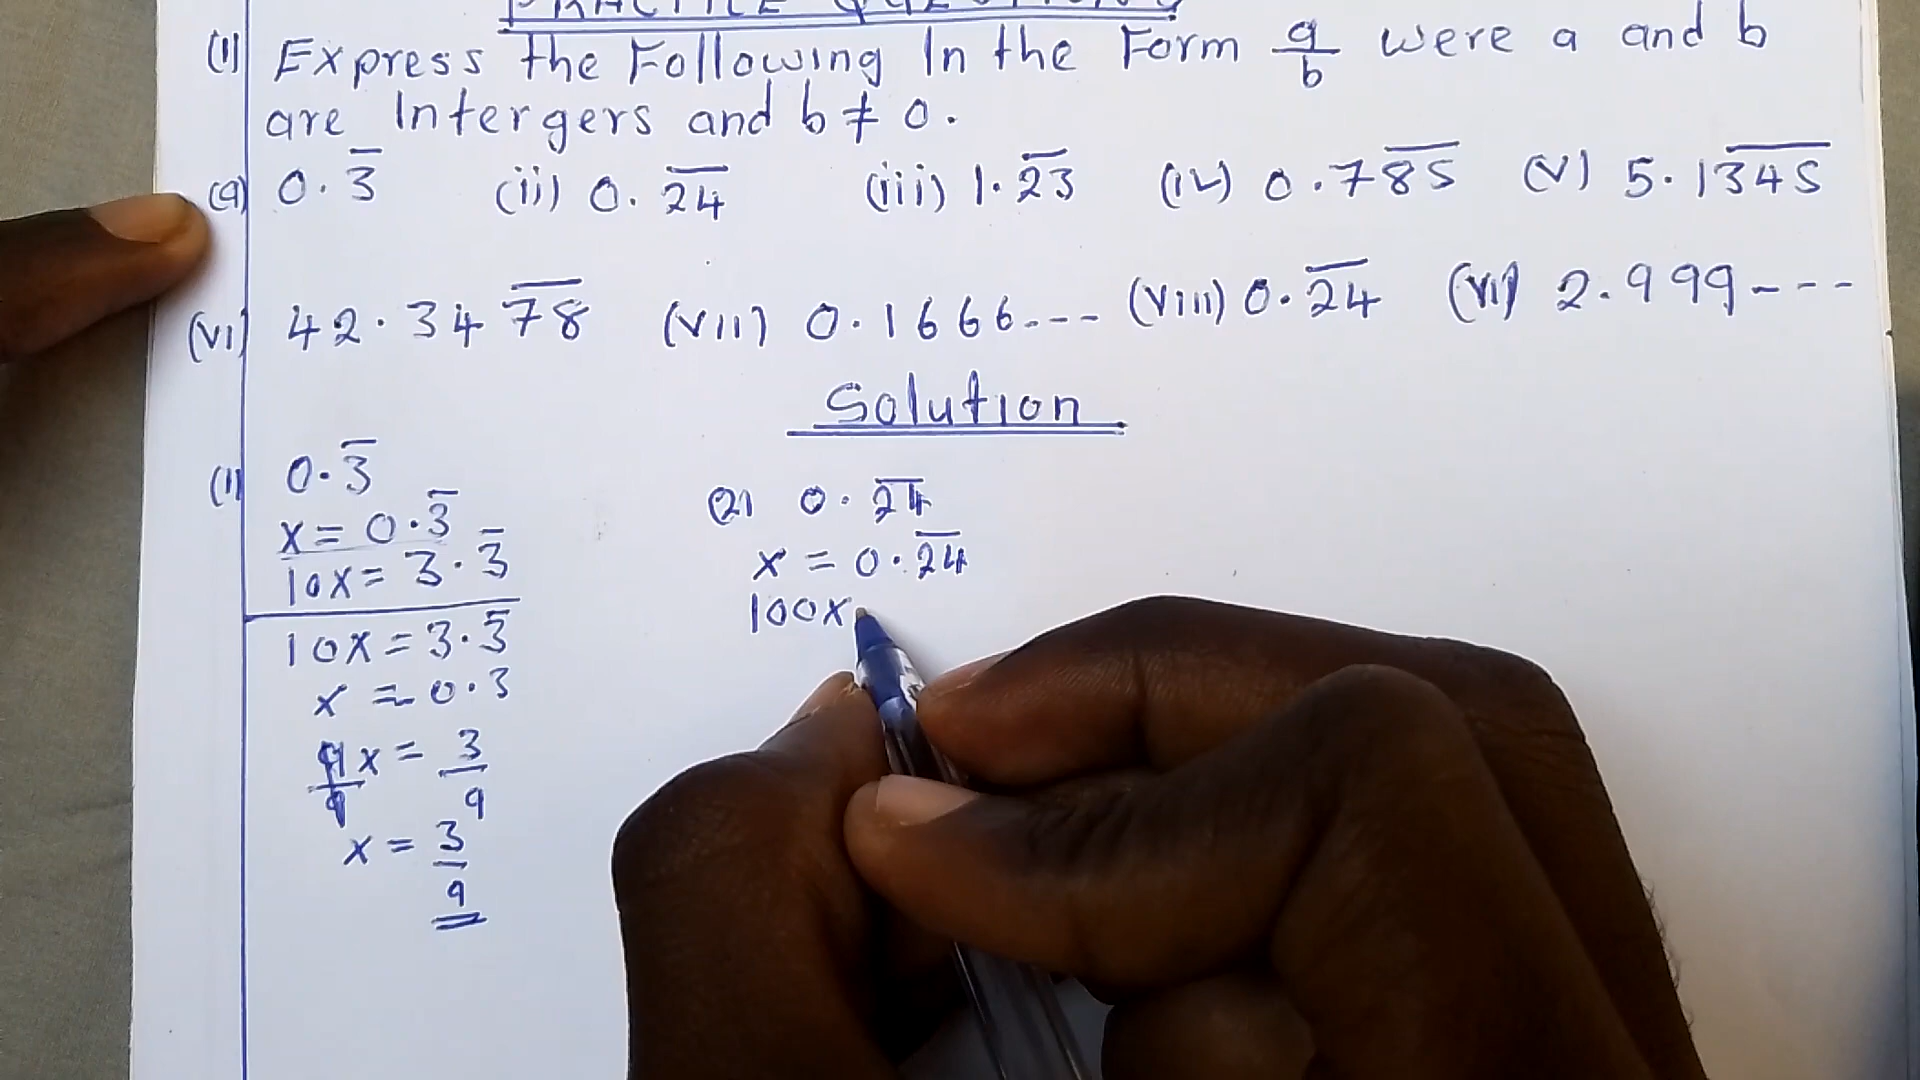 PRACTICE QUESTIONS
(1) Express the Following In the Form a/b were a and b
are Intergers and b ≠ 0.
(a) 0.3̅ (ii) 0.2̅4̅ (iii) 1.2̅3̅ (iv) 0.78̅5̅ (v) 5.13̅4̅5̅
(vi) 42.347̅8̅ (vii) 0.1666--- (viii) 0.2̅4̅ (vii) 2.999---
Solution
(1) 0.3̅
x = 0.3̅
10x = 3.3̅
10x = 3.3̅
x = 0.3
9x/9 = 3/9
x = 3/9
(2) 0.2̅4̅
x = 0.2̅4̅
100x